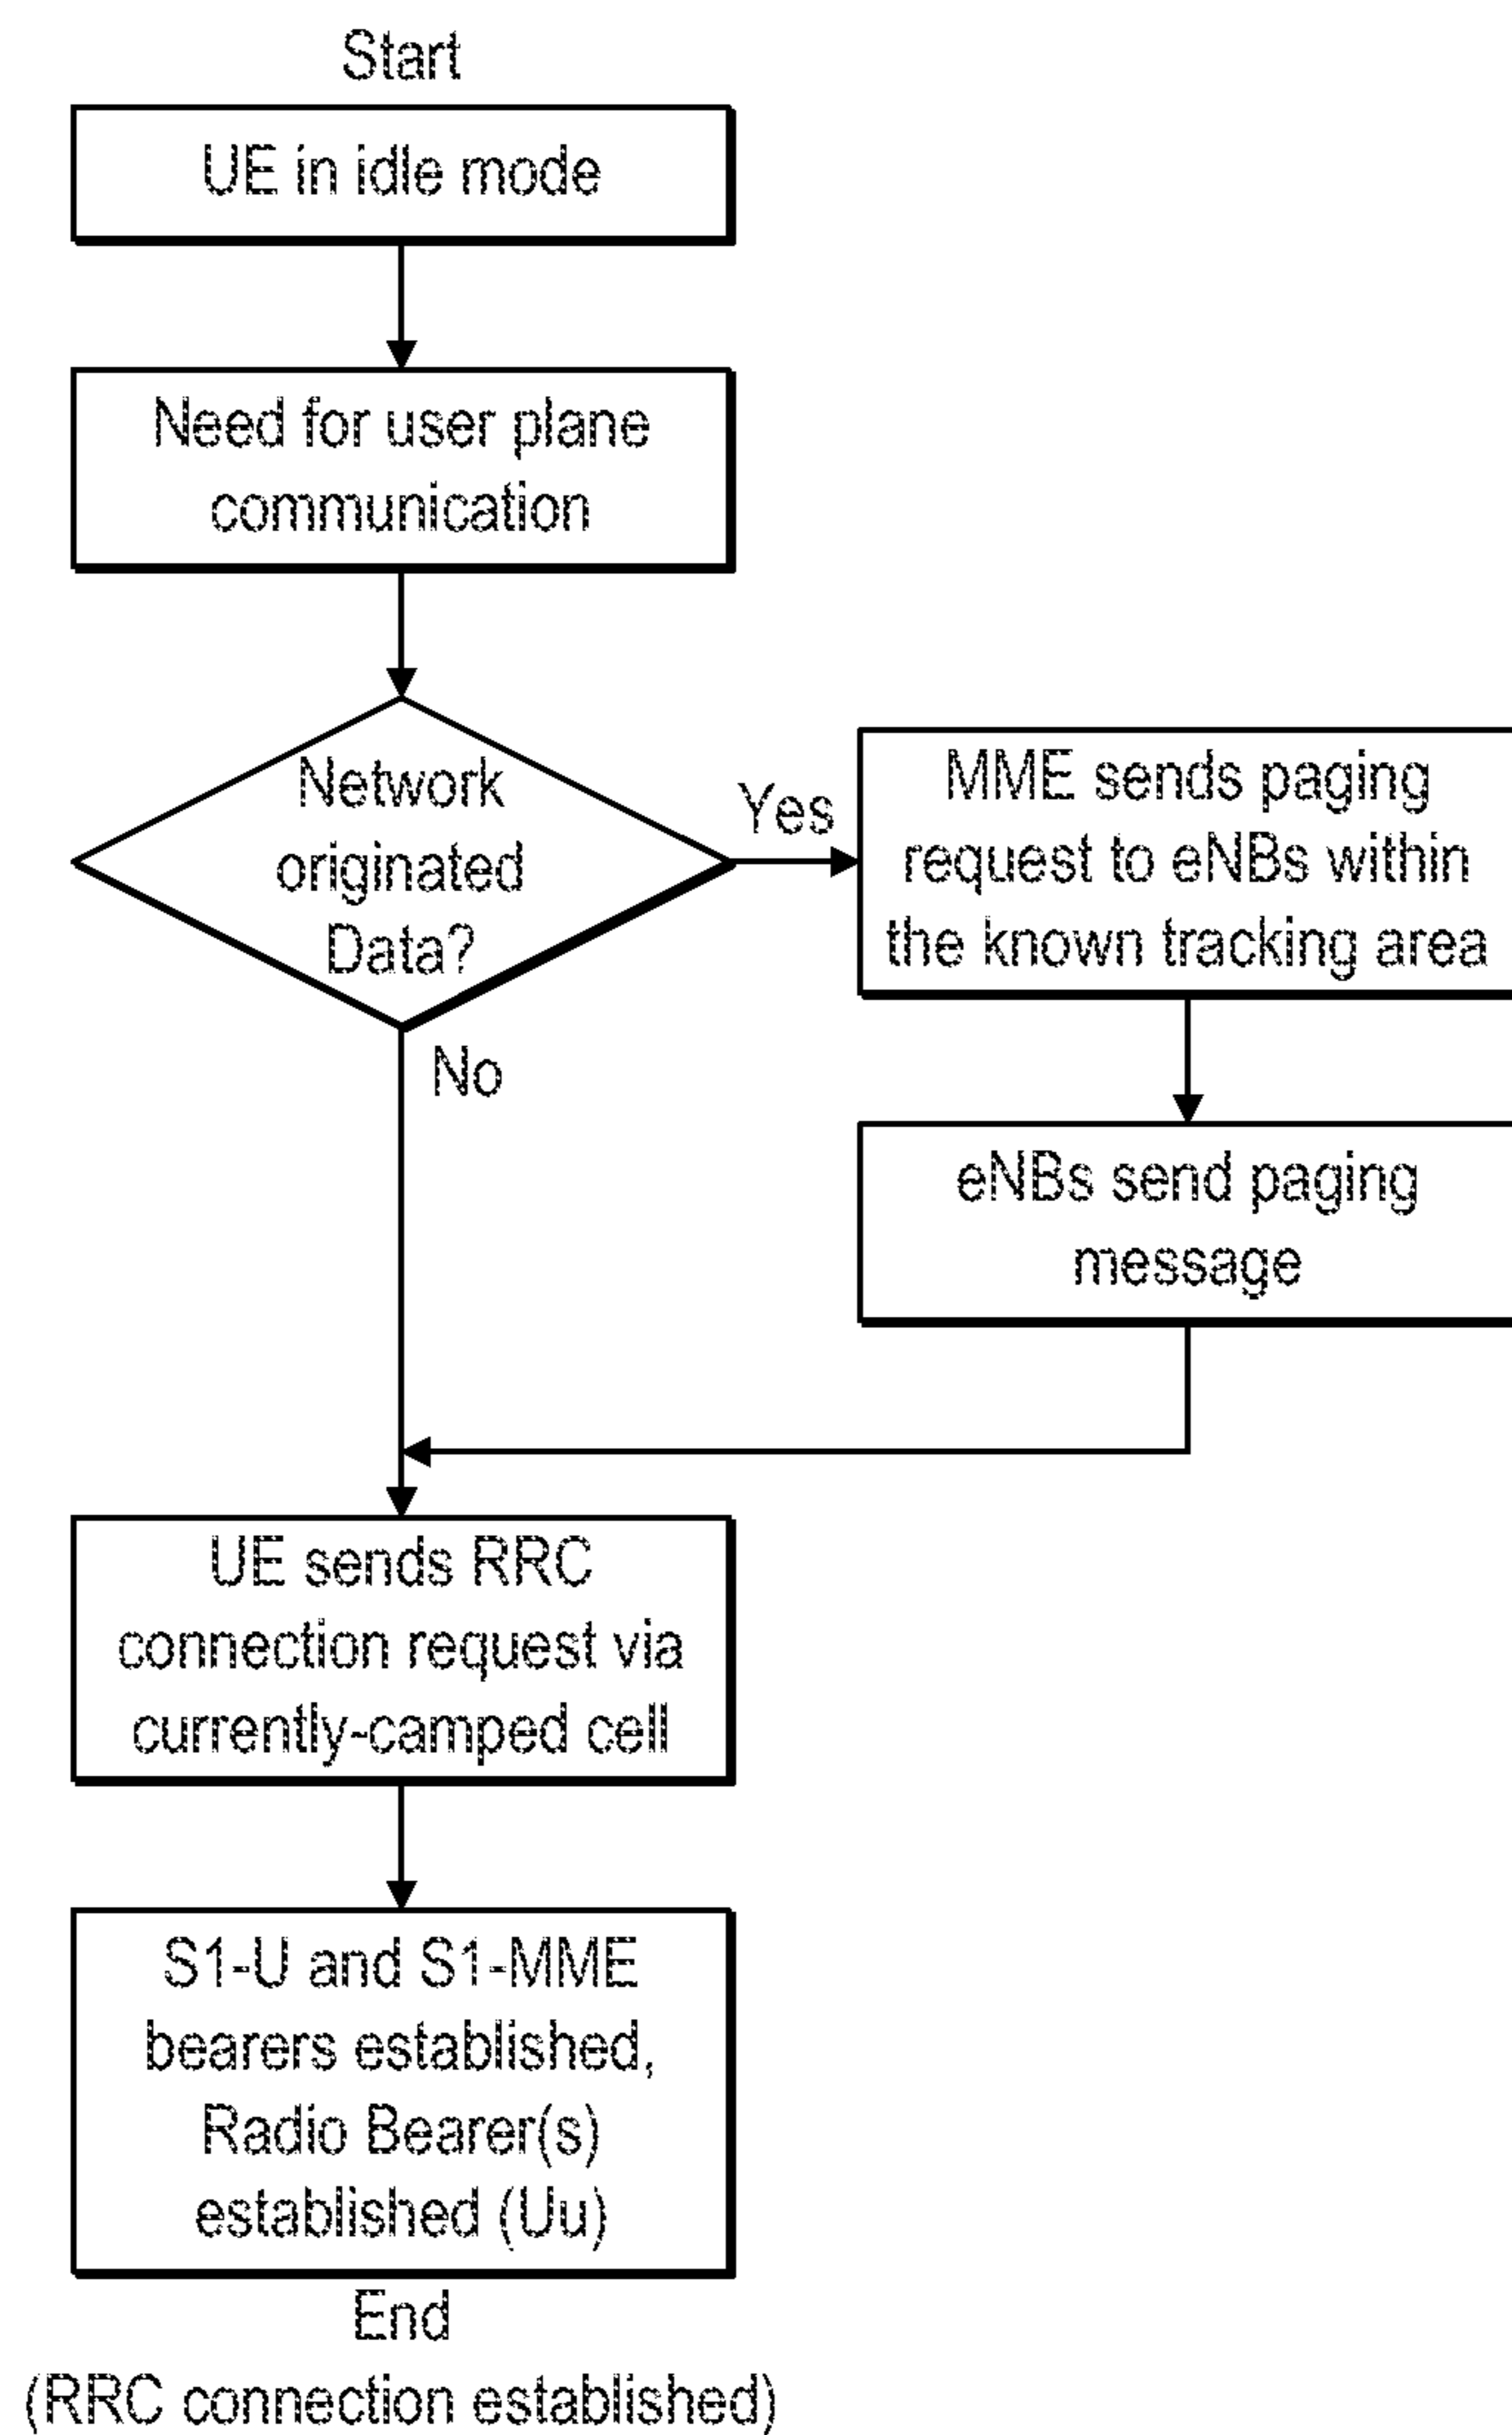 Start
UE in idle mode
Need for user plane
communication
Network
originated
Data?
Yes
MME sends paging
request to eNBs within
the known tracking area
No
eNBs send paging
message
UE sends RRC
connection request via
currently-camped cell
S1-U and S1-MME
bearers established,
Radio Bearer(s)
established (Uu)
End
(RRC connection established)